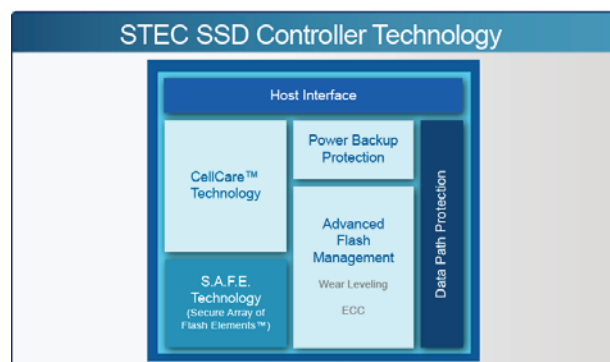 STEC SSD Controller Technology
Host Interface
CellCare™
Technology
Power Backup
Protection
Advanced
Flash
Management
Wear Leveling
ECC
S.A.F.E.
Technology
(Secure Array of
Flash Elements™)
Data Path Protection